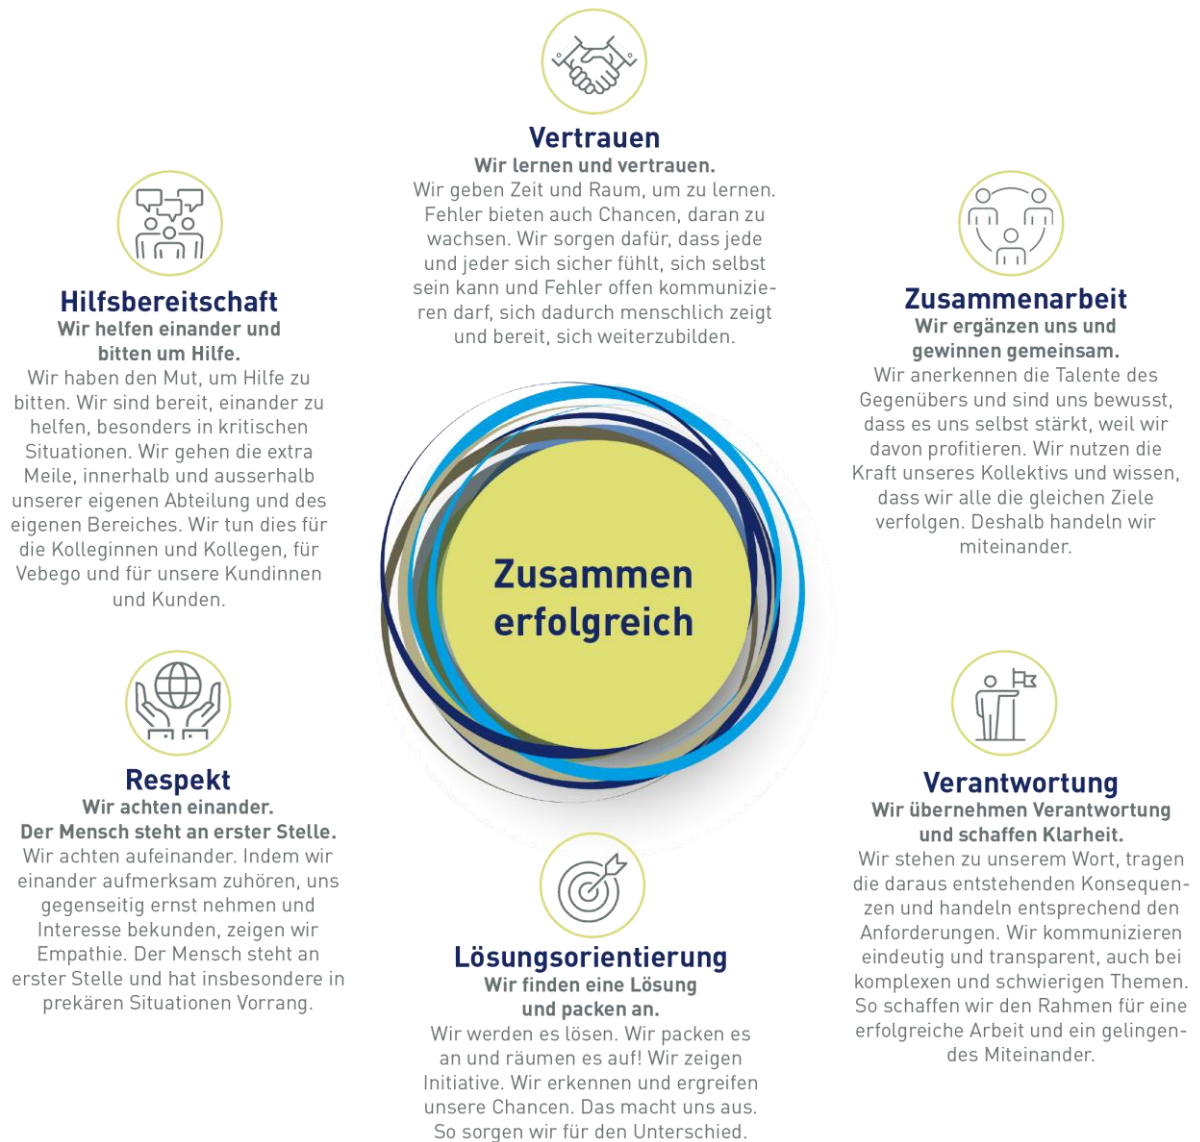 Vertrauen
Wir lernen und vertrauen.
Wir geben Zeit und Raum, um zu lernen.
Fehler bieten auch Chancen, daran zu
wachsen. Wir sorgen dafür, dass jede
und jeder sich sicher fühlt, sich selbst
sein kann und Fehler offen kommunizie-
ren darf, sich dadurch menschlich zeigt
und bereit, sich weiterzubilden.
Hilfsbereitschaft
Wir helfen einander und
bitten um Hilfe.
Wir haben den Mut, um Hilfe zu
bitten. Wir sind bereit, einander zu
helfen, besonders in kritischen
Situationen. Wir gehen die extra
Meile, innerhalb und ausserhalb
unserer eigenen Abteilung und des
eigenen Bereiches. Wir tun dies für
die Kolleginnen und Kollegen, für
Vebego und für unsere Kundinnen
und Kunden.
Zusammenarbeit
Wir ergänzen uns und
gewinnen gemeinsam.
Wir anerkennen die Talente des
Gegenübers und sind uns bewusst,
dass es uns selbst stärkt, weil wir
davon profitieren. Wir nutzen die
Kraft unseres Kollektivs und wissen,
dass wir alle die gleichen Ziele
verfolgen. Deshalb handeln wir
miteinander.
Zusammen
erfolgreich
Respekt
Wir achten einander.
Der Mensch steht an erster Stelle.
Wir achten aufeinander. Indem wir
einander aufmerksam zuhören, uns
gegenseitig ernst nehmen und
Interesse bekunden, zeigen wir
Empathie. Der Mensch steht an
erster Stelle und hat insbesondere in
prekären Situationen Vorrang.
Verantwortung
Wir übernehmen Verantwortung
und schaffen Klarheit.
Wir stehen zu unserem Wort, tragen
die daraus entstehenden Konsequen-
zen und handeln entsprechend den
Anforderungen. Wir kommunizieren
eindeutig und transparent, auch bei
komplexen und schwierigen Themen.
So schaffen wir den Rahmen für eine
erfolgreiche Arbeit und ein gelingen-
des Miteinander.
Lösungsorientierung
Wir finden eine Lösung
und packen an.
Wir werden es lösen. Wir packen es
an und räumen es auf! Wir zeigen
Initiative. Wir erkennen und ergreifen
unsere Chancen. Das macht uns aus.
So sorgen wir für den Unterschied.